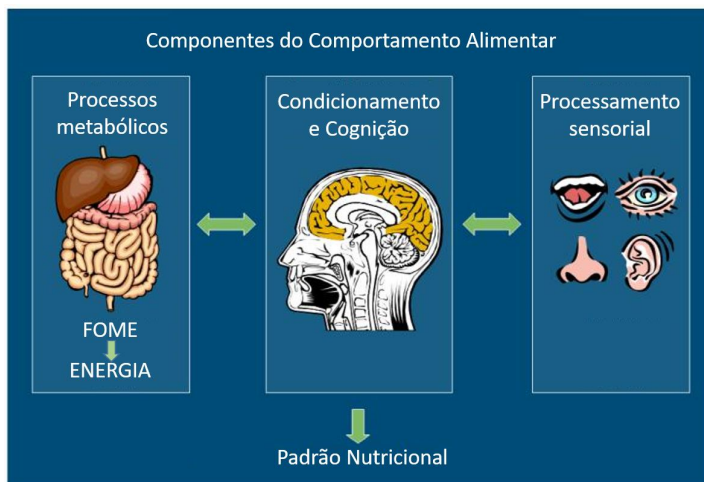 Componentes do Comportamento Alimentar
Processos
metabólicos
FOME
ENERGIA
Condicionamento
e Cognição
Processamento
sensorial
Padrão Nutricional